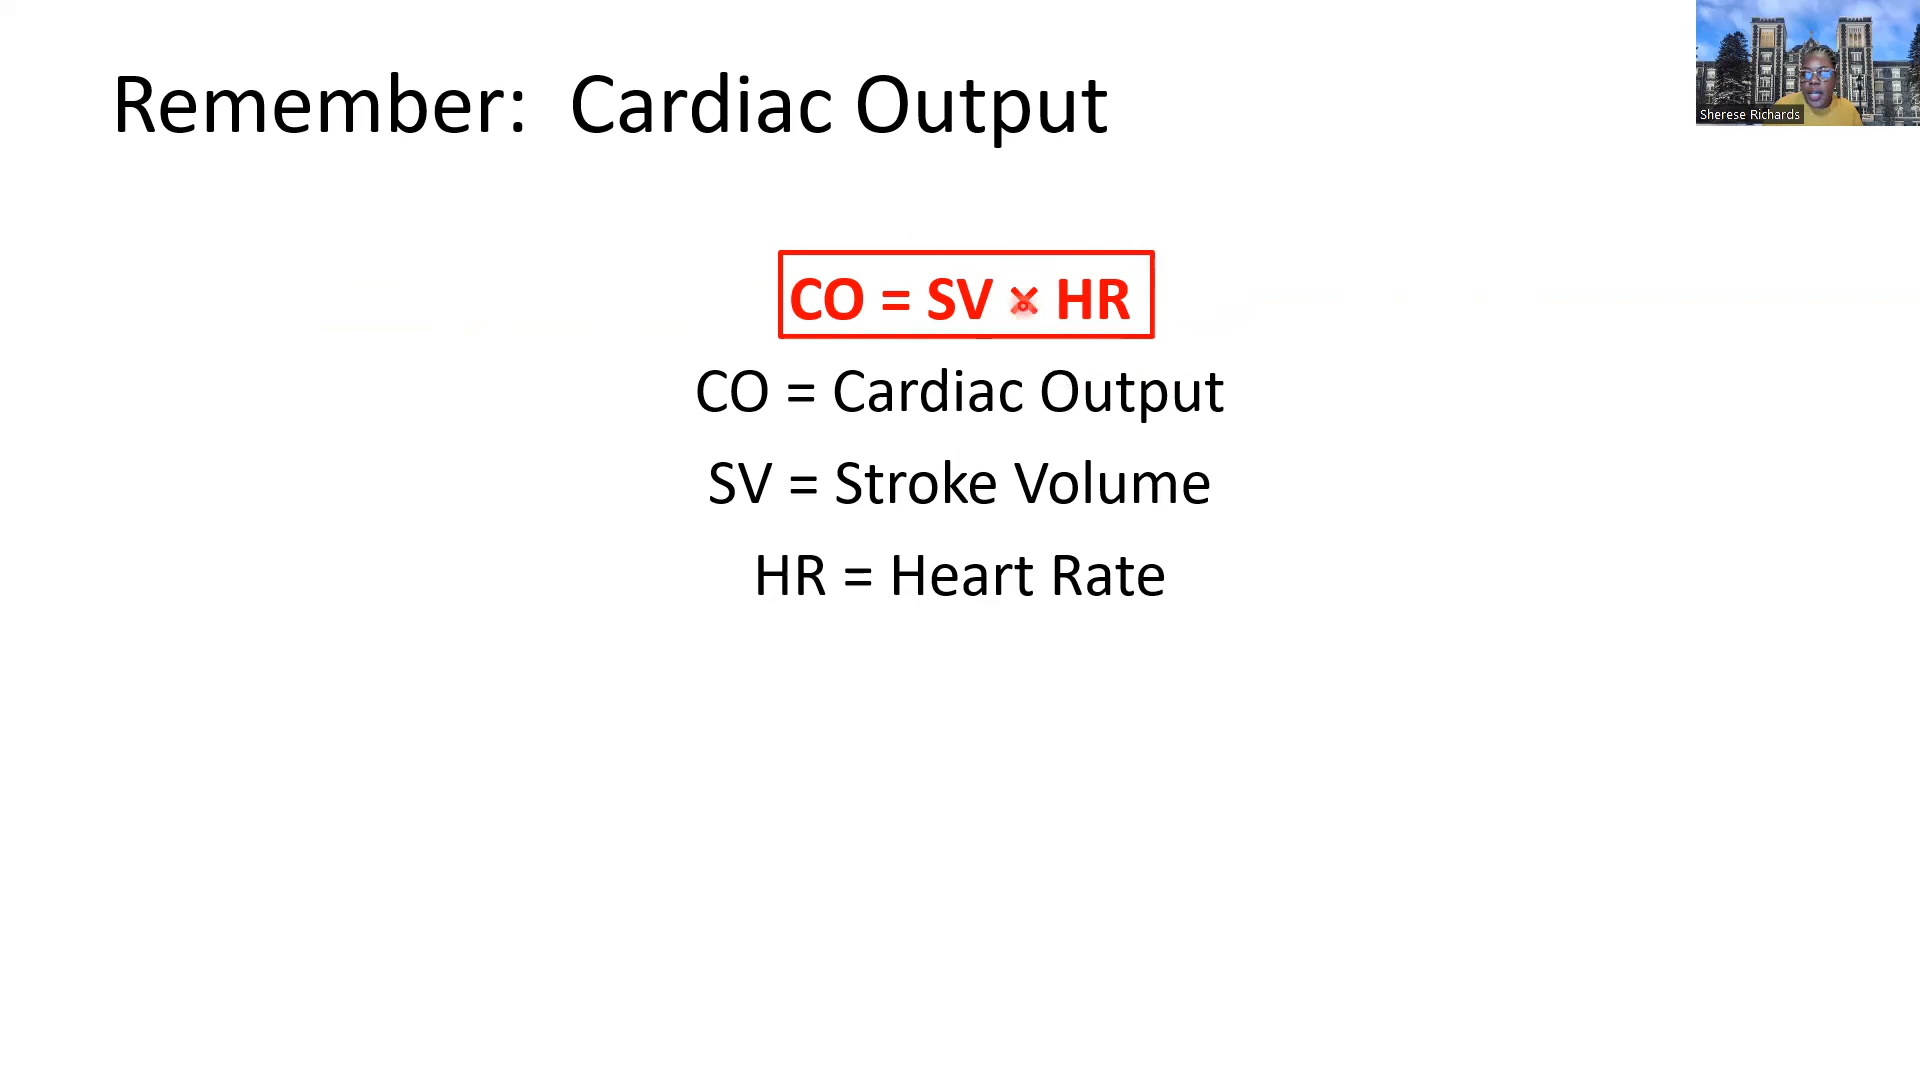 Remember: Cardiac Output
Sherese Richards
CO = SV × HR
CO = Cardiac Output
SV = Stroke Volume
HR = Heart Rate